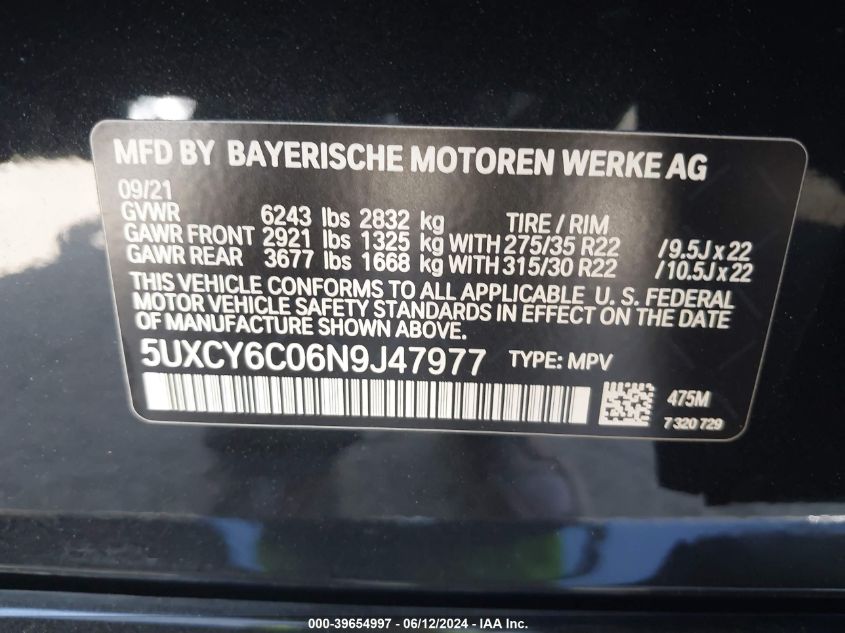 MFD BY BAYERISCHE MOTOREN WERKE AG
09/21
GVWR 6243 lbs 2832 kg TIRE / RIM
GAWR FRONT 2921 lbs 1325 kg WITH 275/35 R22 /9.5J x 22
GAWR REAR 3677 lbs 1668 kg WITH 315/30 R22 /10.5J x 22
THIS VEHICLE CONFORMS TO ALL APPLICABLE U. S. FEDERAL
MOTOR VEHICLE SAFETY STANDARDS IN EFFECT ON THE DATE
OF MANUFACTURE SHOWN ABOVE.
5UXCY6C06N9J47977 TYPE: MPV
475M
7 320 729
000-39654997 - 06/12/2024 - IAA Inc.